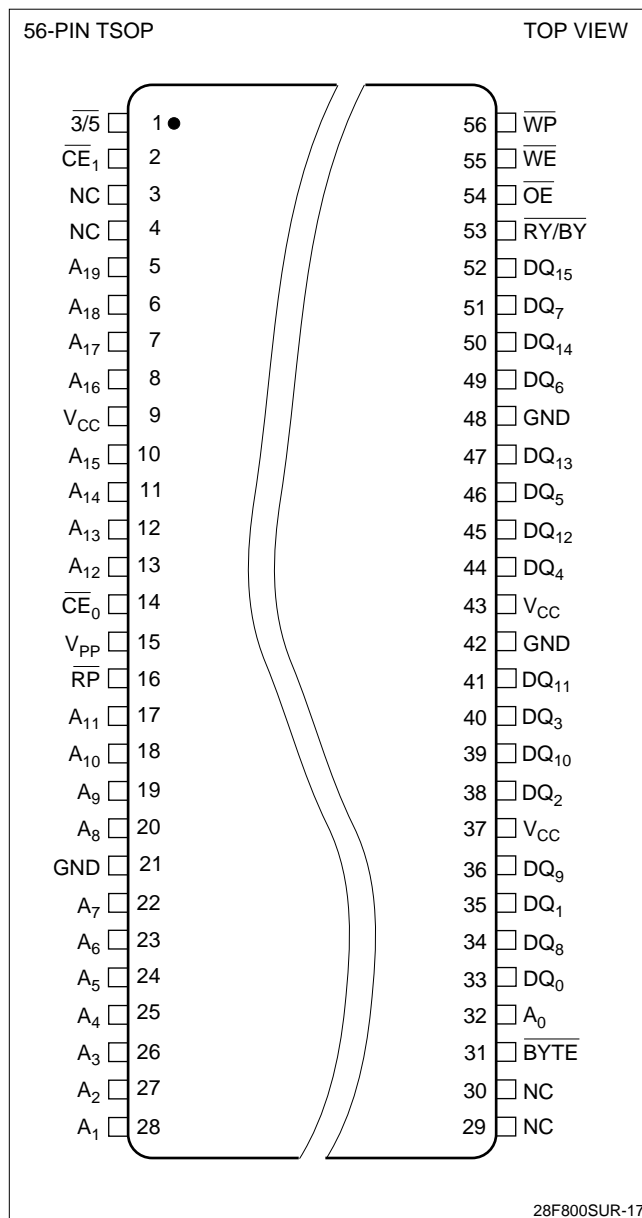 56-PIN TSOP TOP VIEW
3/5 1 56 WP
CE1 2 55 WE
NC 3 54 OE
NC 4 53 RY/BY
A19 5 52 DQ15
A18 6 51 DQ7
A17 7 50 DQ14
A16 8 49 DQ6
VCC 9 48 GND
A15 10 47 DQ13
A14 11 46 DQ5
A13 12 45 DQ12
A12 13 44 DQ4
CE0 14 43 VCC
VPP 15 42 GND
RP 16 41 DQ11
A11 17 40 DQ3
A10 18 39 DQ10
A9 19 38 DQ2
A8 20 37 VCC
GND 21 36 DQ9
A7 22 35 DQ1
A6 23 34 DQ8
A5 24 33 DQ0
A4 25 32 A0
A3 26 31 BYTE
A2 27 30 NC
A1 28 29 NC
28F800SUR-17